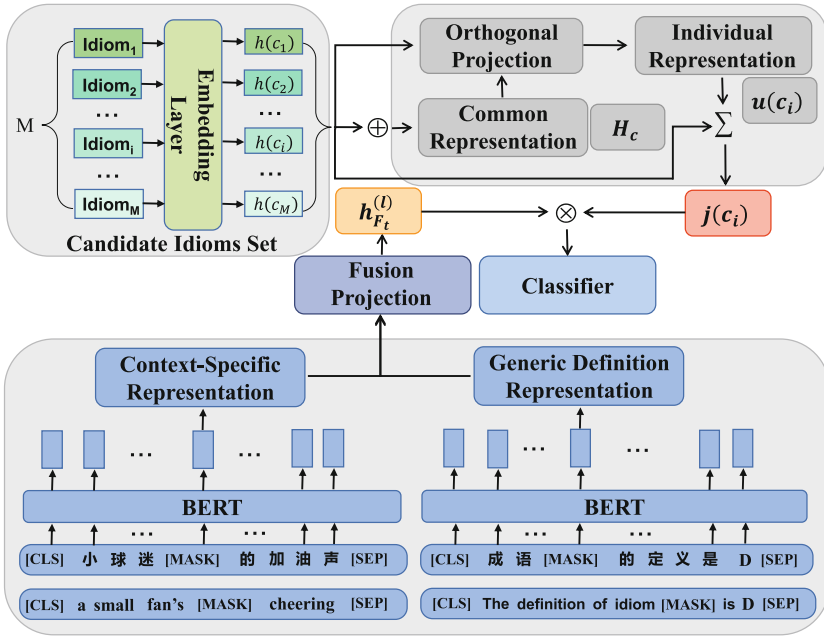 M
Idiom1
Idiom2
...
Idiomi
...
IdiomM
Embedding
Layer
h(c1)
h(c2)
...
h(ci)
...
h(cM)
Candidate Idioms Set
⊕
Orthogonal
Projection
Individual
Representation
Common
Representation
Hc
u(ci)
∑
h_{F_t}^{(l)}
⊗
j(ci)
Fusion
Projection
Classifier
Context-Specific
Representation
... ...
BERT
... ...
[CLS] 小 球 迷 [MASK] 的 加 油 声 [SEP]
[CLS] a small fan's [MASK] cheering [SEP]
Generic Definition
Representation
... ...
BERT
... ...
[CLS] 成 语 [MASK] 的 定 义 是 D [SEP]
[CLS] The definition of idiom [MASK] is D [SEP]